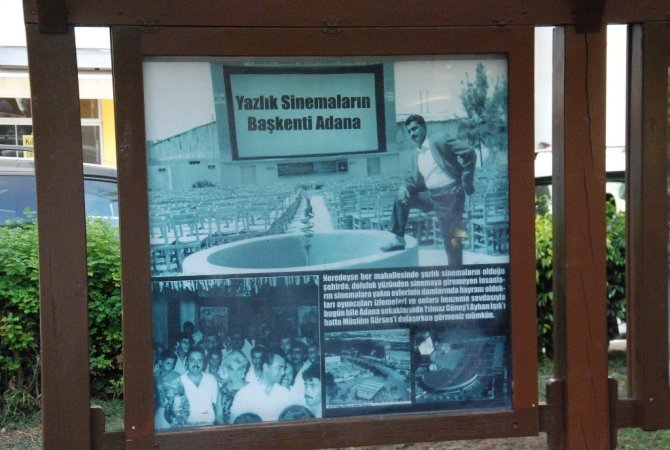 Yazlık Sinemaların
Başkenti Adana
Neredeyse her mahallesinde yazlık sinemaların olduğu
şehirde, doluluk yüzünden sinemaya giremeyen insanla-
rın sinemalara yakın evlerinin damlarında hayranı olduk-
ları oyuncuları izlemeleri ve onlara benzeme sevdasıyla
bugün bile Adana sokaklarında Yılmaz Güney'i Ayhan Işık'ı
hatta Müslüm Gürses'i dolaşırken görmeniz mümkün.